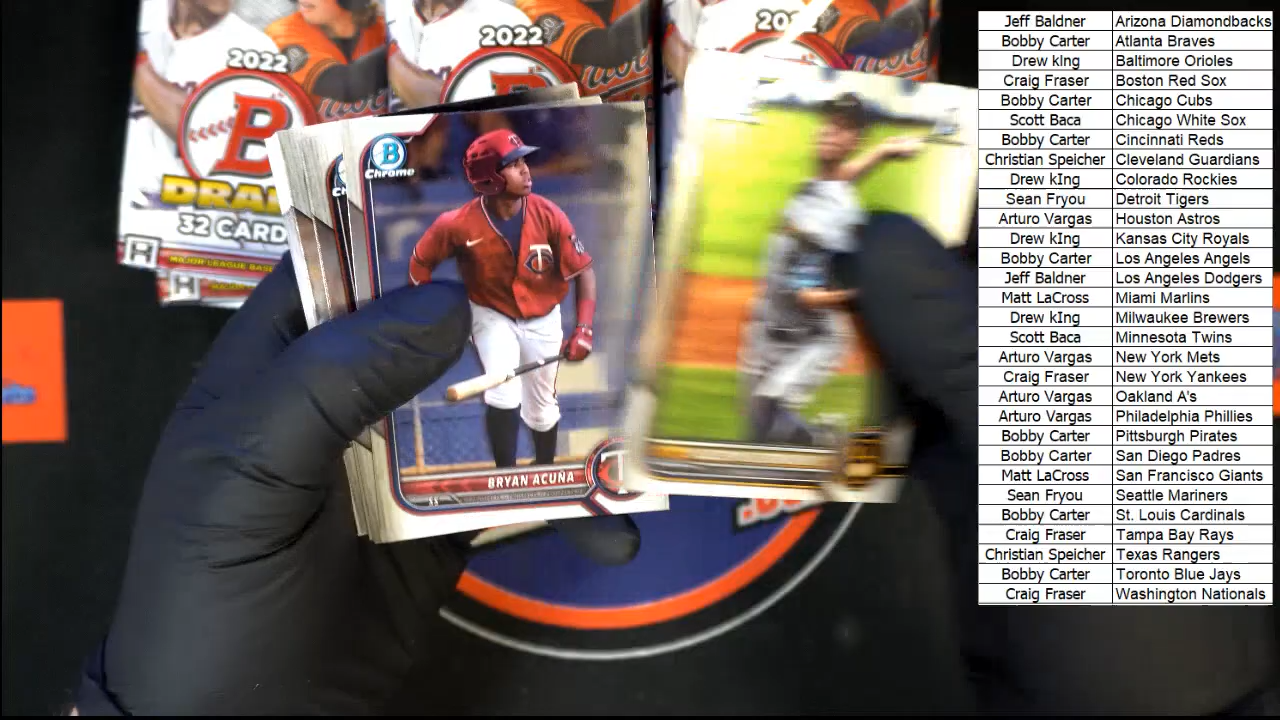 2022
2022
202
B
DRA
32 CARD
MAJOR LEAGUE BASE
B
Chrome
T
BRYAN ACUÑA
SS
Jeff Baldner Arizona Diamondbacks
Bobby Carter Atlanta Braves
Drew kIng Baltimore Orioles
Craig Fraser Boston Red Sox
Bobby Carter Chicago Cubs
Scott Baca Chicago White Sox
Bobby Carter Cincinnati Reds
Christian Speicher Cleveland Guardians
Drew kIng Colorado Rockies
Sean Fryou Detroit Tigers
Arturo Vargas Houston Astros
Drew kIng Kansas City Royals
Bobby Carter Los Angeles Angels
Jeff Baldner Los Angeles Dodgers
Matt LaCross Miami Marlins
Drew kIng Milwaukee Brewers
Scott Baca Minnesota Twins
Arturo Vargas New York Mets
Craig Fraser New York Yankees
Arturo Vargas Oakland A's
Arturo Vargas Philadelphia Phillies
Bobby Carter Pittsburgh Pirates
Bobby Carter San Diego Padres
Matt LaCross San Francisco Giants
Sean Fryou Seattle Mariners
Bobby Carter St. Louis Cardinals
Craig Fraser Tampa Bay Rays
Christian Speicher Texas Rangers
Bobby Carter Toronto Blue Jays
Craig Fraser Washington Nationals